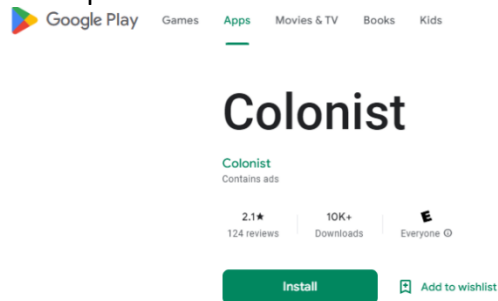 Google Play Games Apps Movies & TV Books Kids
Colonist
Colonist
Contains ads
2.1★ 10K+ E
124 reviews Downloads Everyone ⓘ
Install Add to wishlist